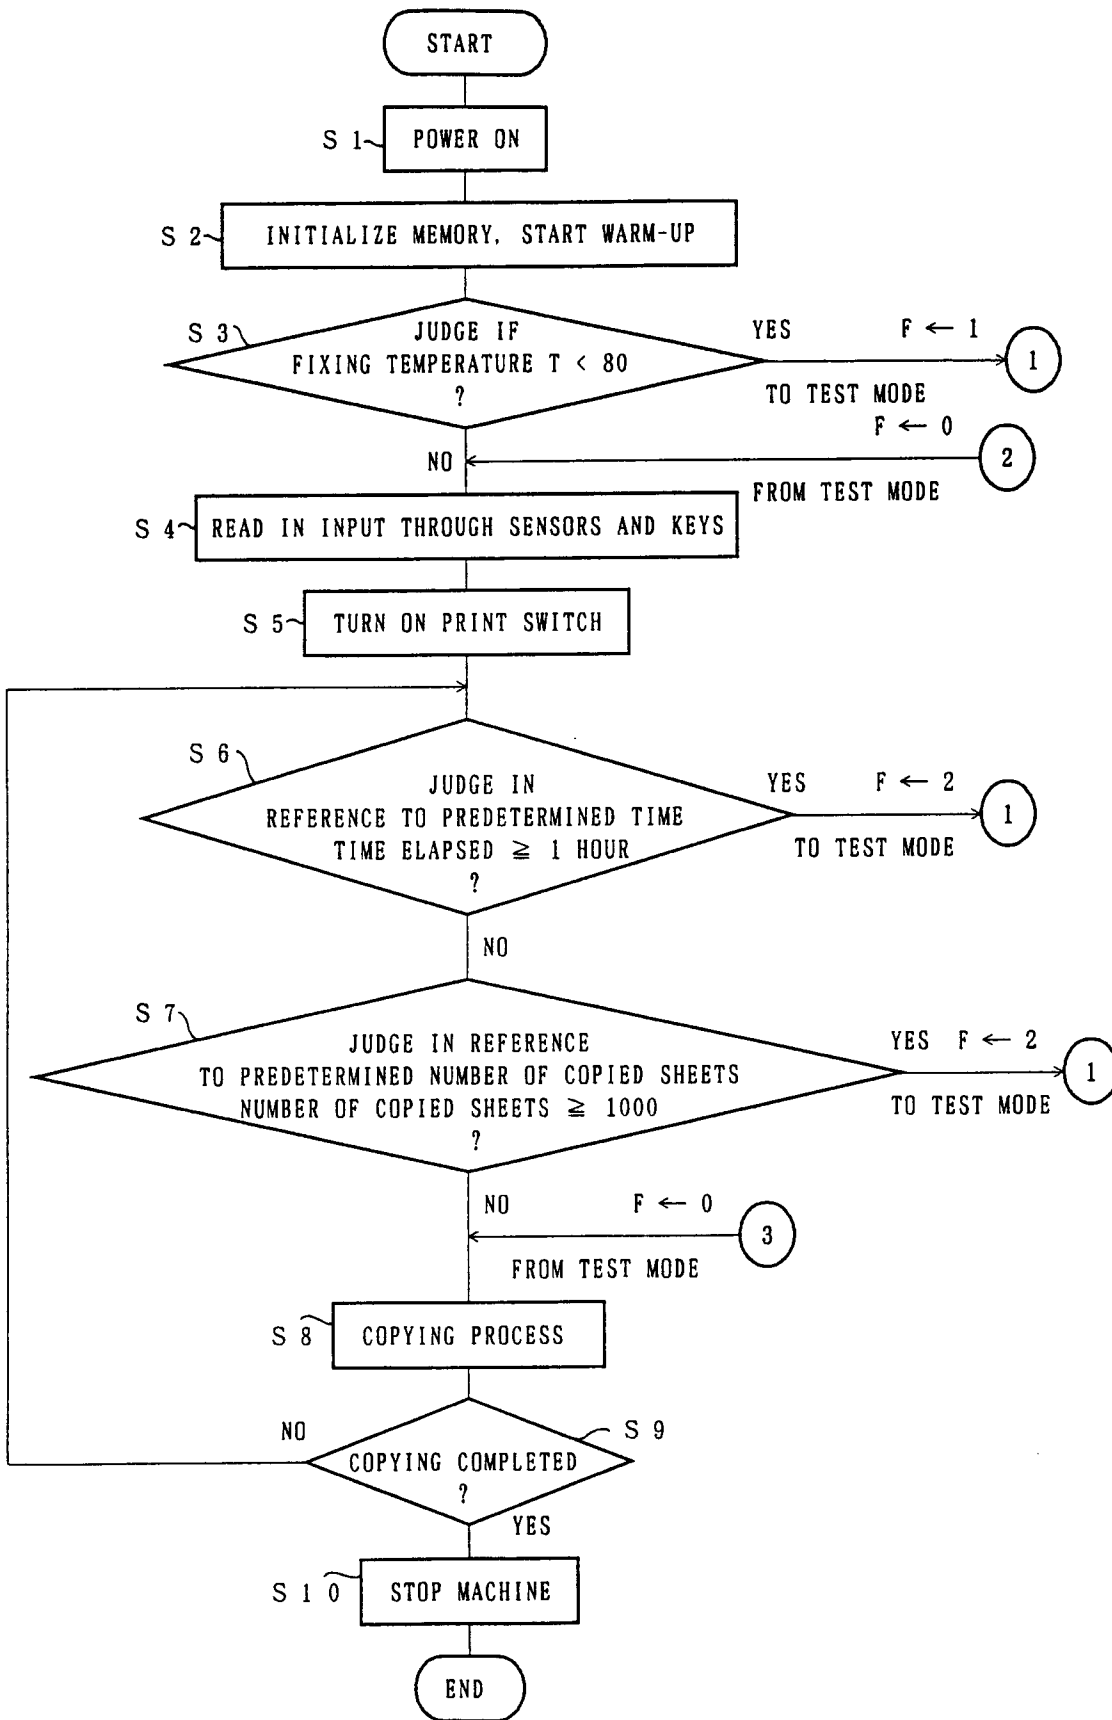 START
S 1
POWER ON
S 2
INITIALIZE MEMORY, START WARM-UP
S 3
JUDGE IF
FIXING TEMPERATURE T < 80
?
YES
F ← 1
1
TO TEST MODE
F ← 0
NO
2
FROM TEST MODE
S 4
READ IN INPUT THROUGH SENSORS AND KEYS
S 5
TURN ON PRINT SWITCH
S 6
JUDGE IN
REFERENCE TO PREDETERMINED TIME
TIME ELAPSED ≧ 1 HOUR
?
YES
F ← 2
1
TO TEST MODE
NO
S 7
JUDGE IN REFERENCE
TO PREDETERMINED NUMBER OF COPIED SHEETS
NUMBER OF COPIED SHEETS ≧ 1000
?
YES F ← 2
1
TO TEST MODE
NO
F ← 0
3
FROM TEST MODE
S 8
COPYING PROCESS
NO
S 9
COPYING COMPLETED
?
YES
S 1 0
STOP MACHINE
END